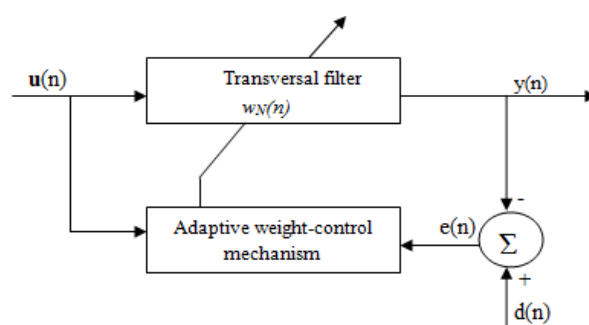 u(n)
Transversal filter
w_N(n)
y(n)
-
Adaptive weight-control
mechanism
e(n)
Σ
+
d(n)